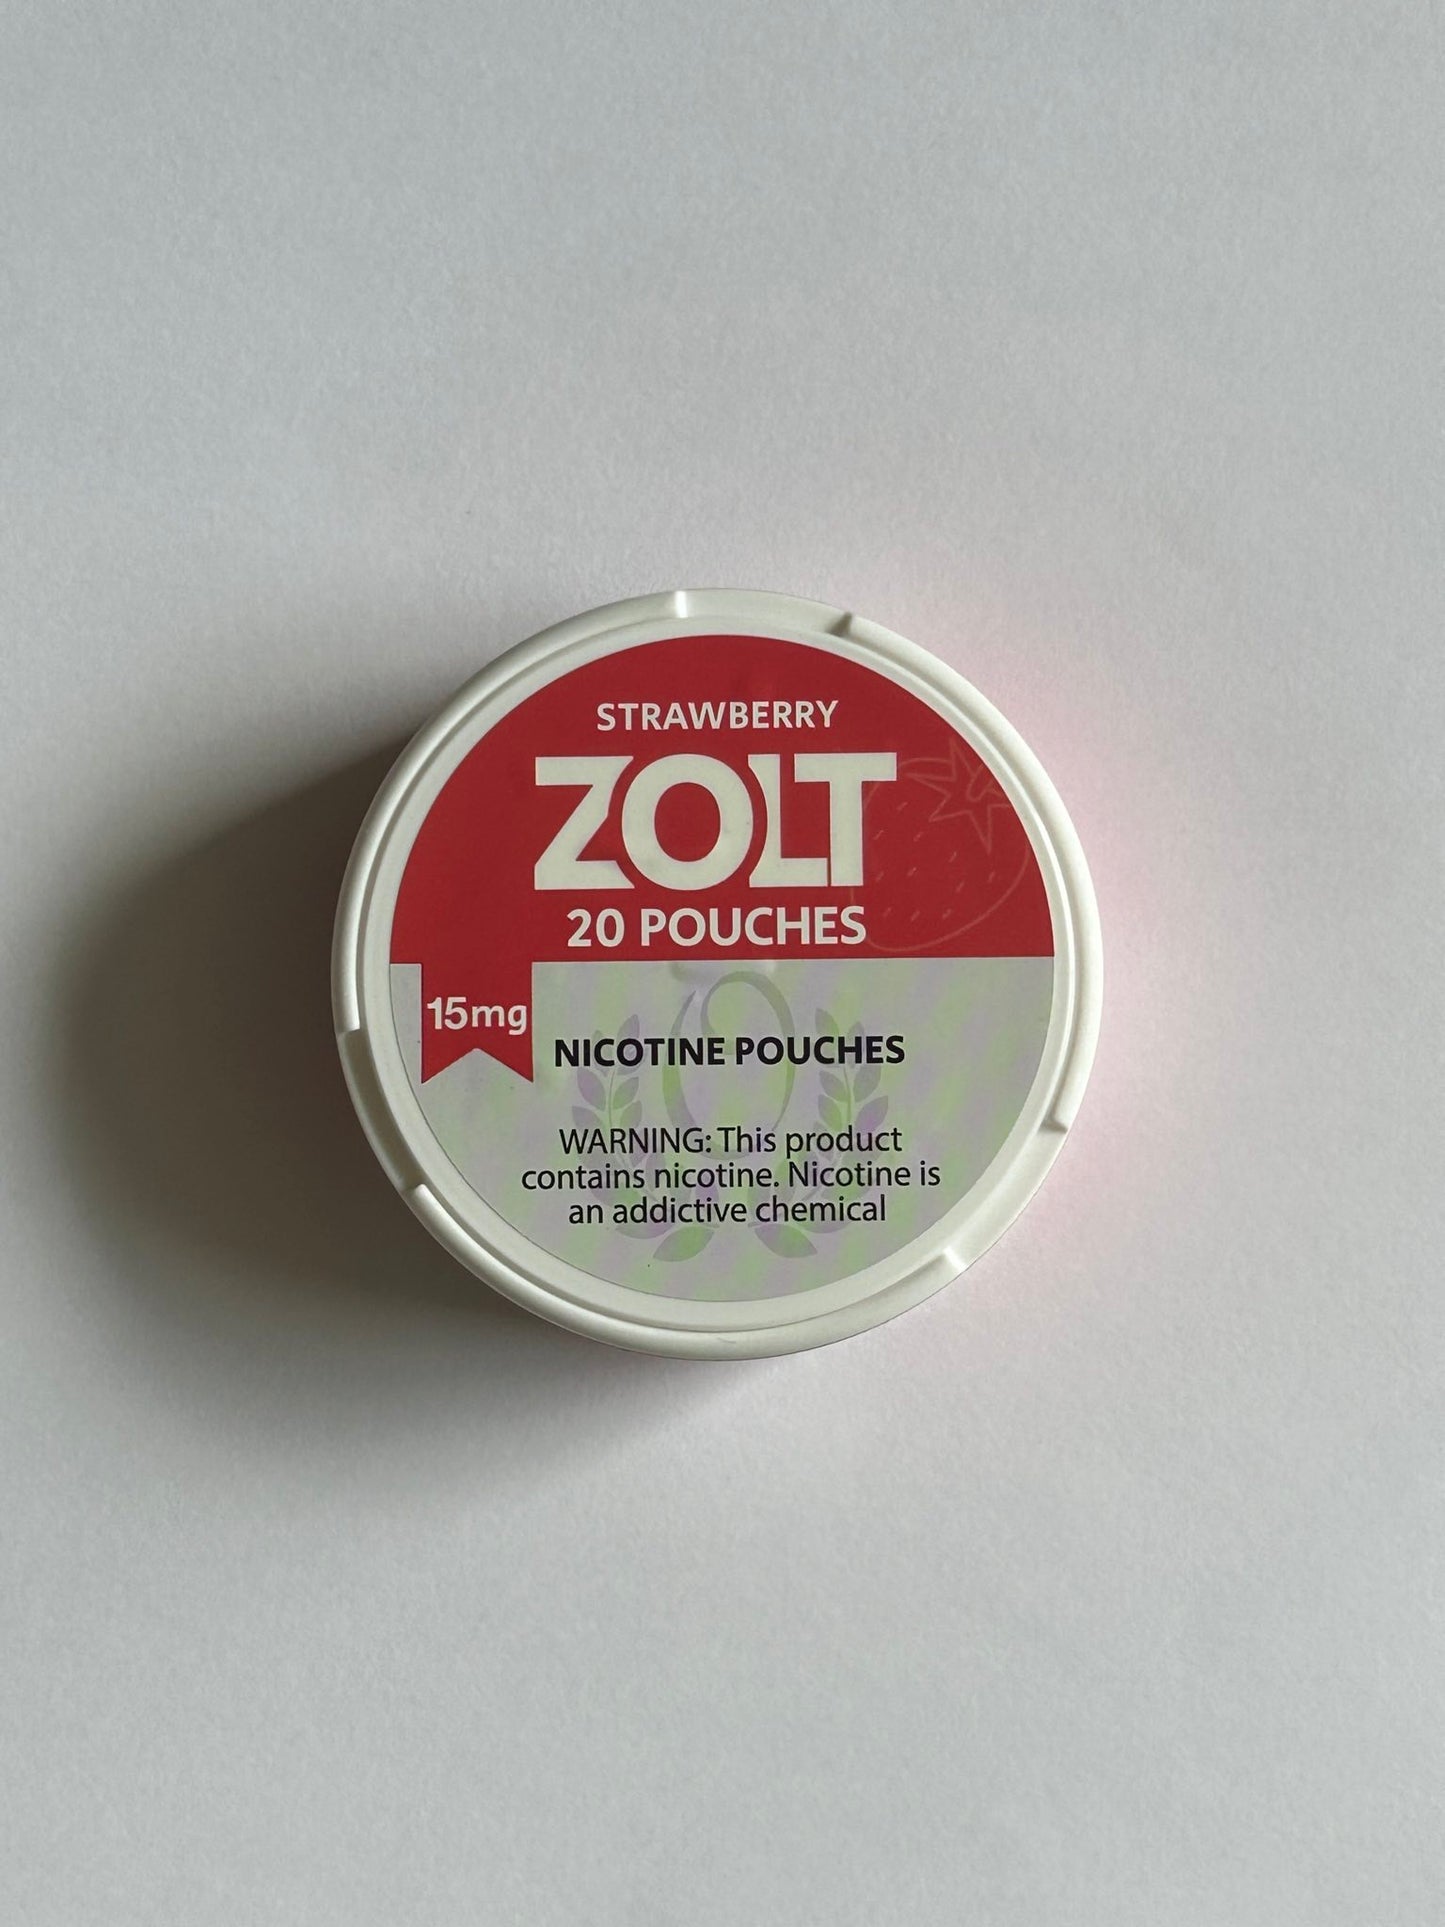 STRAWBERRY
ZOLT
20 POUCHES
15mg
NICOTINE POUCHES
WARNING: This product
contains nicotine. Nicotine is
an addictive chemical